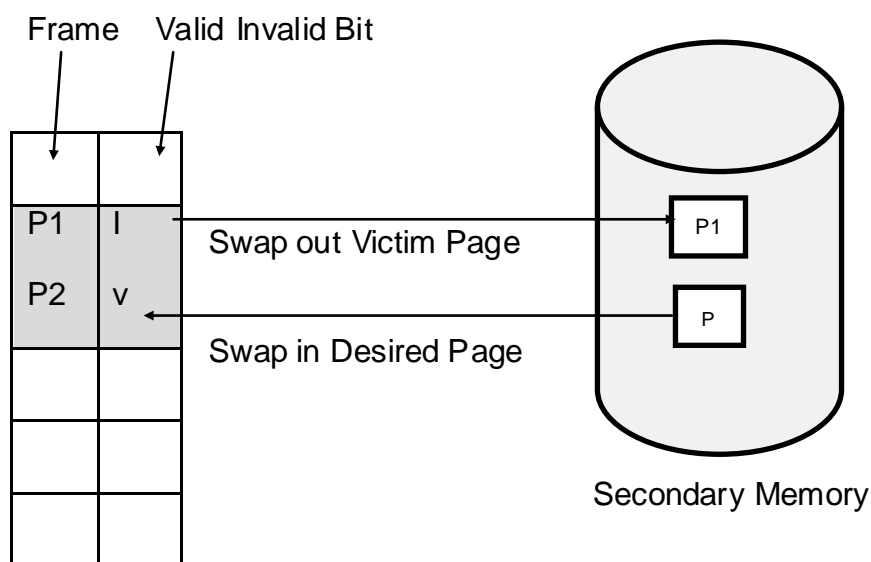 Frame
Valid Invalid Bit
P1
I
P1
Swap out Victim Page
P2
v
P
Swap in Desired Page
Secondary Memory